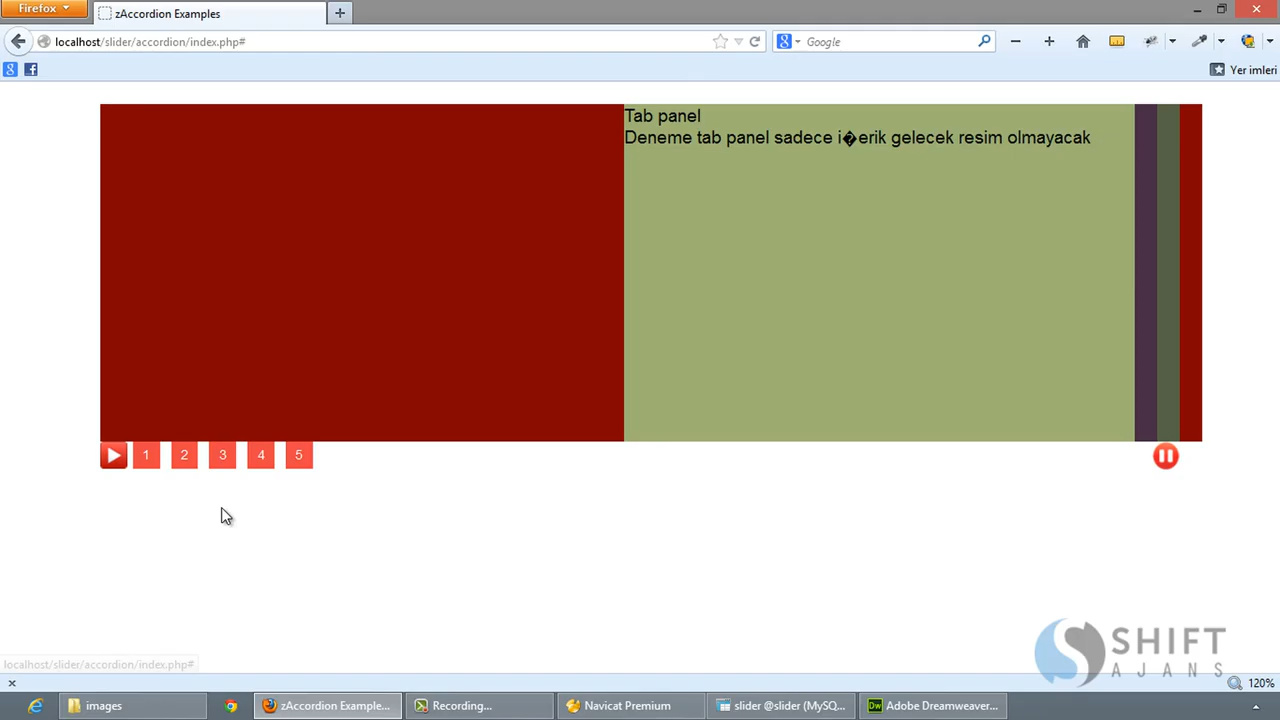 Firefox
zAccordion Examples
localhost/slider/accordion/index.php#
Google
Yer imleri
Tab panel
Deneme tab panel sadece i�erik gelecek resim olmayacak
1 2 3 4 5
SHIFT
AJANS
localhost/slider/accordion/index.php#
120%
images
zAccordion Example...
Recording...
Navicat Premium
slider @slider (MySQ...
Adobe Dreamweaver...